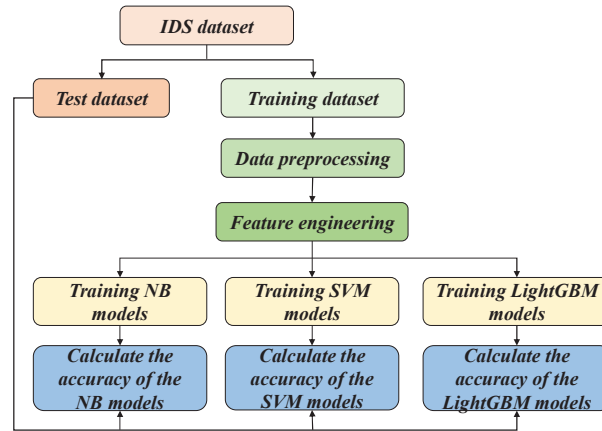 IDS dataset
Test dataset
Training dataset
Data preprocessing
Feature engineering
Training NB
models
Training SVM
models
Training LightGBM
models
Calculate the
accuracy of the
NB models
Calculate the
accuracy of the
SVM models
Calculate the
accuracy of the
LightGBM models